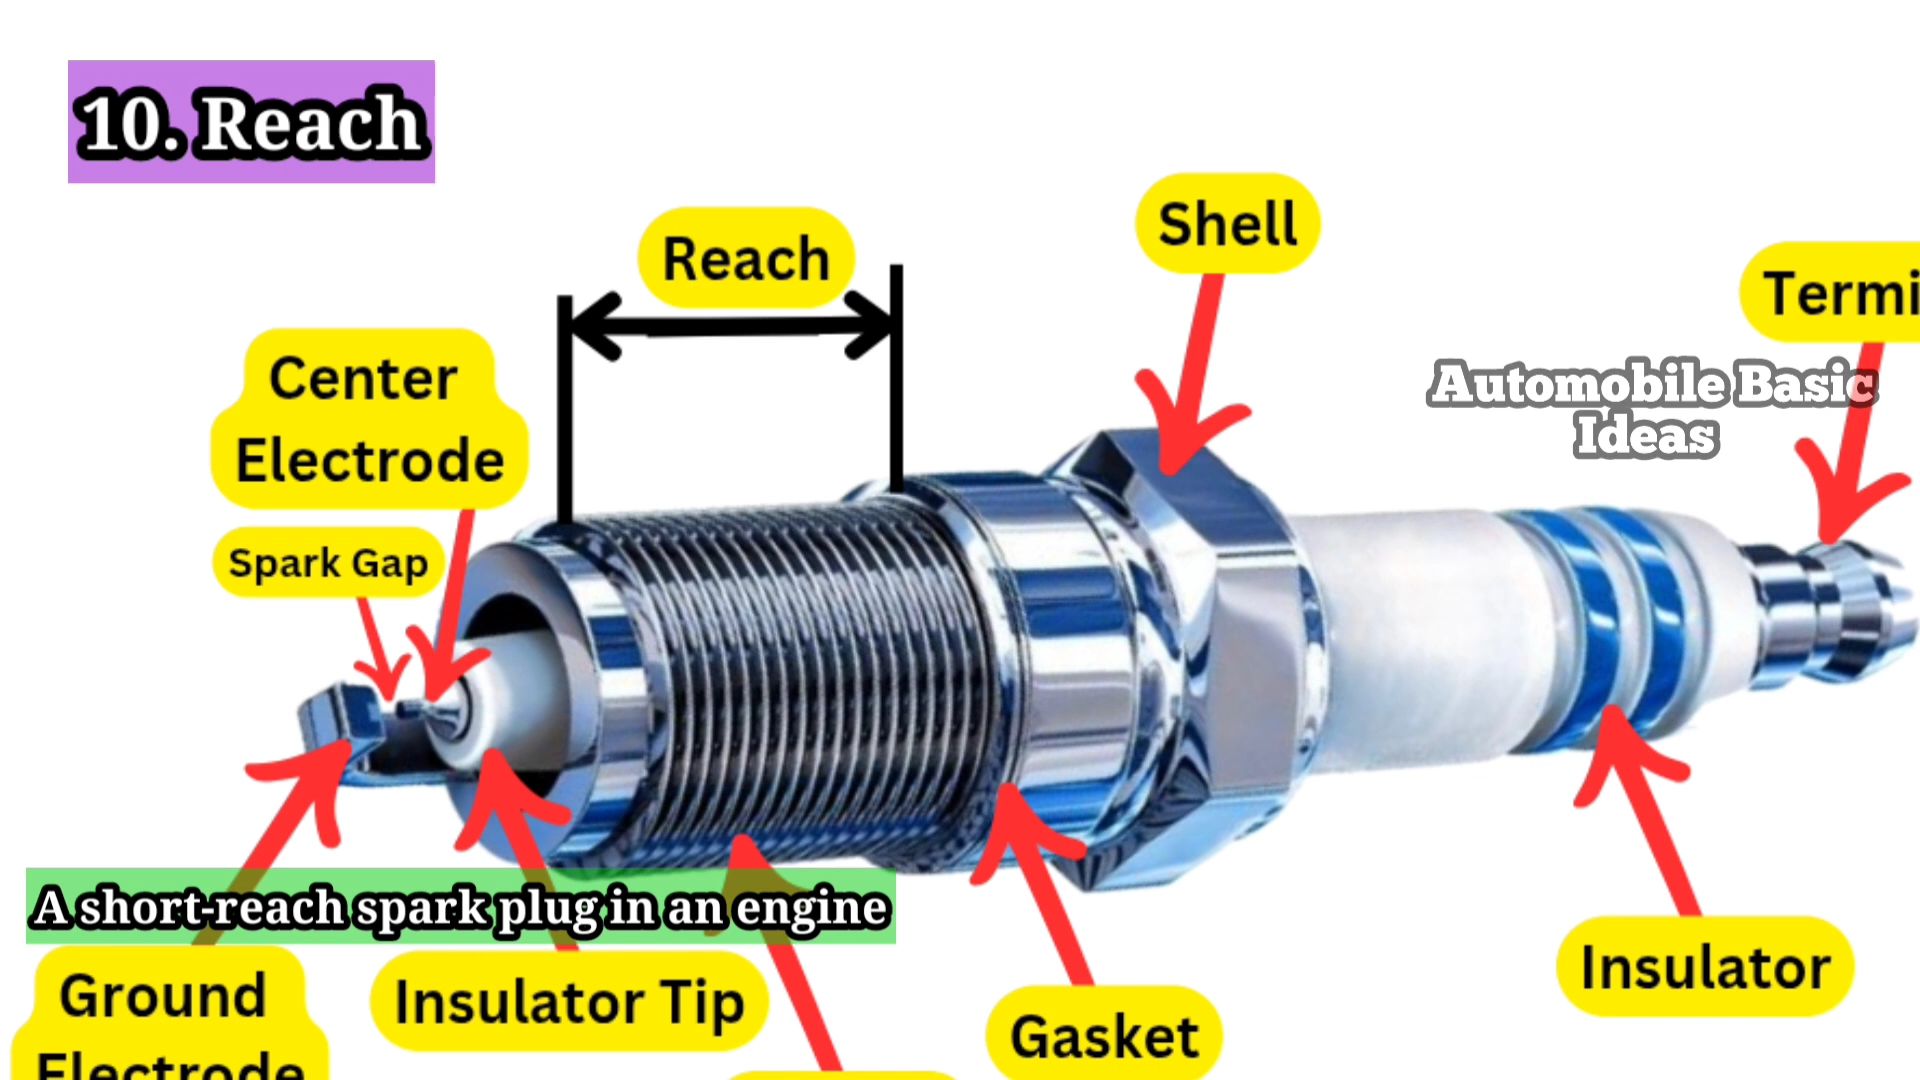 10. Reach
Reach
Shell
Termi
Center
Electrode
Automobile Basic
Ideas
Spark Gap
A short-reach spark plug in an engine
Ground
Electrode
Insulator Tip
Gasket
Insulator